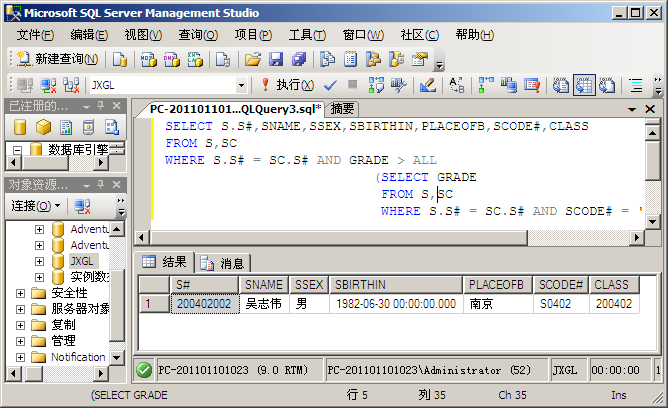 Microsoft SQL Server Management Studio
文件(F) 编辑(E) 视图(V) 查询(Q) 项目(P) 工具(T) 窗口(W) 社区(C) 帮助(H)
新建查询(N)
JXGL 执行(X)
已注册的...
数据库引擎
对象资源...
连接(O)
Adventu
Adventu
JXGL
实例数据
安全性
服务器对象
复制
管理
Notification
PC-201101101...QLQuery3.sql* 摘要
SELECT S.S#,SNAME,SSEX,SBIRTHIN,PLACEOFB,SCODE#,CLASS
FROM S,SC
WHERE S.S# = SC.S# AND GRADE > ALL
(SELECT GRADE
FROM S,SC
WHERE S.S# = SC.S# AND SCODE# = '
结果 消息
S# SNAME SSEX SBIRTHIN PLACEOFB SCODE# CLASS
1 200402002 吴志伟 男 1982-06-30 00:00:00.000 南京 S0402 200402
PC-201101101023 (9.0 RTM) PC-201101101023\Administrator (52) JXGL 00:00:00 1
(SELECT GRADE 行 5 列 35 Ch 35 Ins